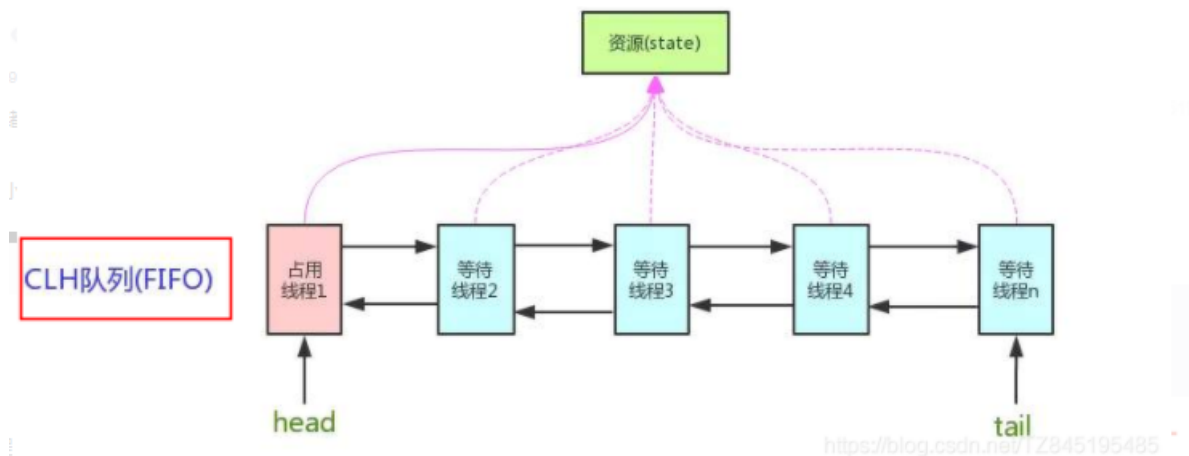 资源(state)
CLH队列(FIFO)
占用
线程1
等待
线程2
等待
线程3
等待
线程4
等待
线程n
head
tail
https://blog.csdn.net/TZ845195485